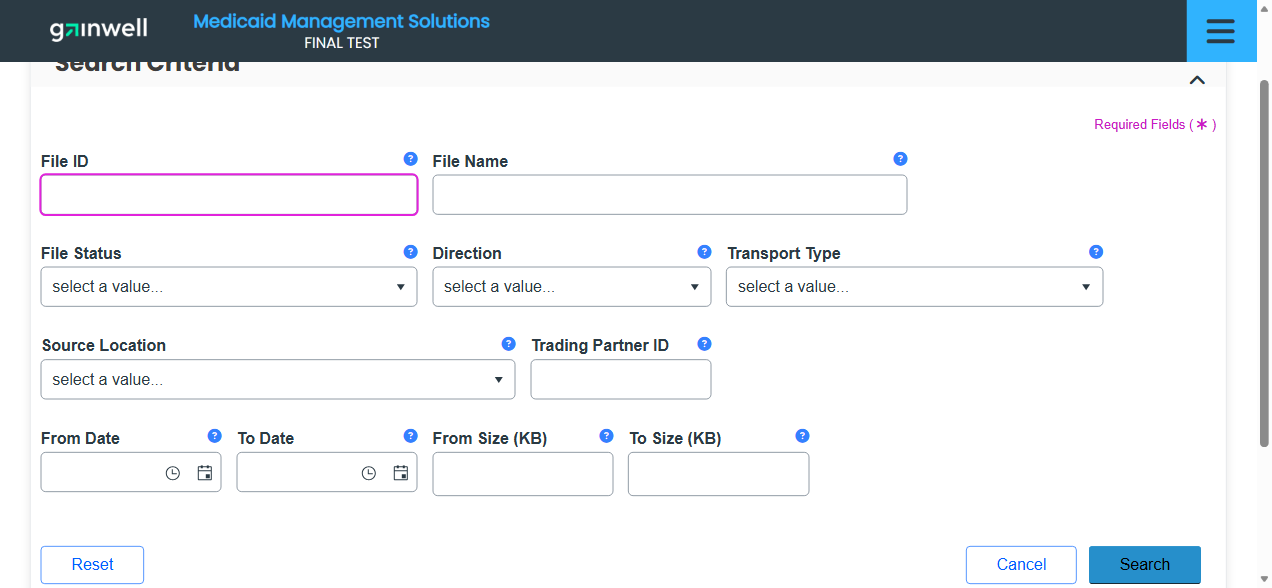 gainwell
Medicaid Management Solutions
FINAL TEST
Search Criteria
Required Fields ( * )
File ID ?
File Name ?
File Status ?
Direction ?
Transport Type ?
select a value...
select a value...
select a value...
Source Location ?
Trading Partner ID ?
select a value...
From Date ?
To Date ?
From Size (KB) ?
To Size (KB) ?
Reset
Cancel
Search